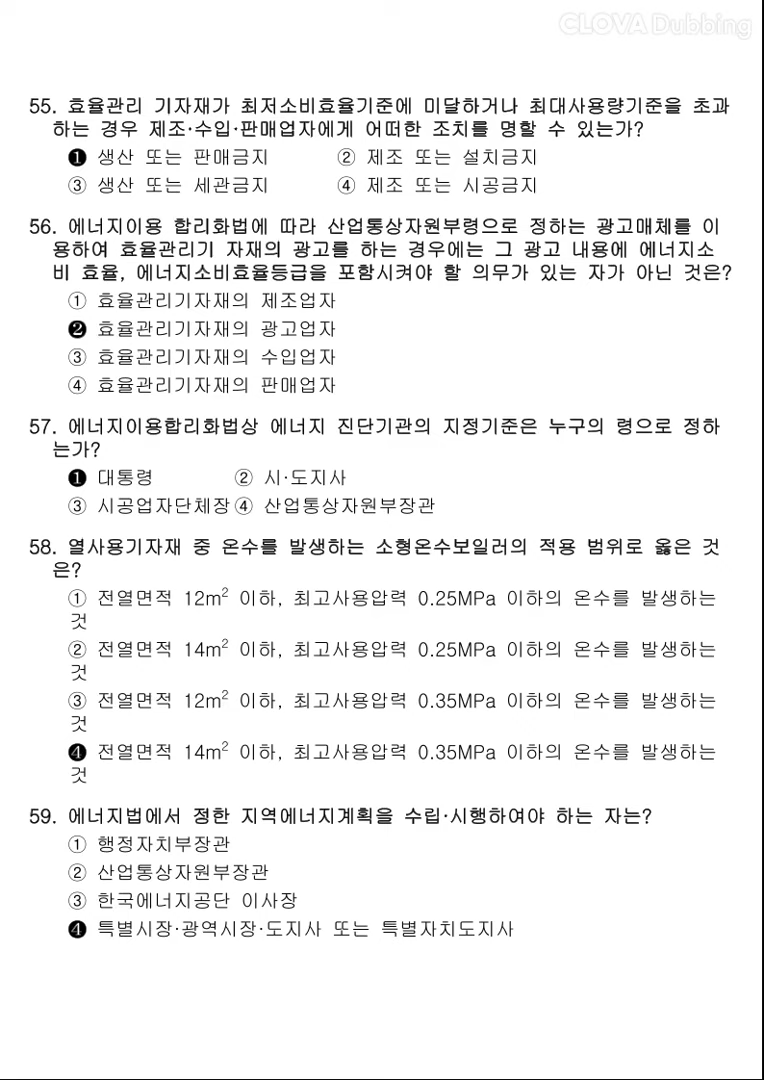 CLOVA Dubbing
55. 효율관리 기자재가 최저소비효율기준에 미달하거나 최대사용량기준을 초과
하는 경우 제조·수입·판매업자에게 어떠한 조치를 명할 수 있는가?
❶ 생산 또는 판매금지 ② 제조 또는 설치금지
③ 생산 또는 세관금지 ④ 제조 또는 시공금지
56. 에너지이용 합리화법에 따라 산업통상자원부령으로 정하는 광고매체를 이
용하여 효율관리기 자재의 광고를 하는 경우에는 그 광고 내용에 에너지소
비 효율, 에너지소비효율등급을 포함시켜야 할 의무가 있는 자가 아닌 것은?
① 효율관리기자재의 제조업자
❷ 효율관리기자재의 광고업자
③ 효율관리기자재의 수입업자
④ 효율관리기자재의 판매업자
57. 에너지이용합리화법상 에너지 진단기관의 지정기준은 누구의 령으로 정하
는가?
❶ 대통령 ② 시·도지사
③ 시공업자단체장 ④ 산업통상자원부장관
58. 열사용기자재 중 온수를 발생하는 소형온수보일러의 적용 범위로 옳은 것
은?
① 전열면적 12m² 이하, 최고사용압력 0.25MPa 이하의 온수를 발생하는
것
② 전열면적 14m² 이하, 최고사용압력 0.25MPa 이하의 온수를 발생하는
것
③ 전열면적 12m² 이하, 최고사용압력 0.35MPa 이하의 온수를 발생하는
것
❹ 전열면적 14m² 이하, 최고사용압력 0.35MPa 이하의 온수를 발생하는
것
59. 에너지법에서 정한 지역에너지계획을 수립·시행하여야 하는 자는?
① 행정자치부장관
② 산업통상자원부장관
③ 한국에너지공단 이사장
❹ 특별시장·광역시장·도지사 또는 특별자치도지사